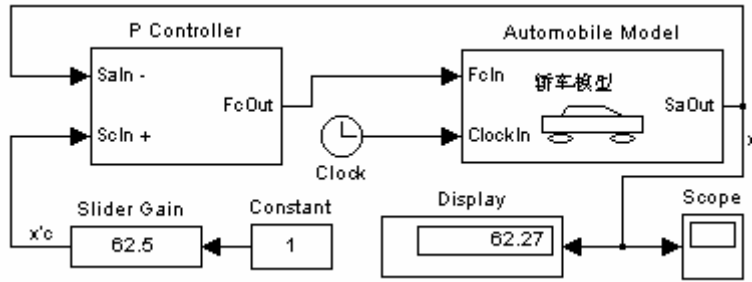 P Controller
Automobile Model
SaIn -
FcIn
轿车模型
FcOut
SaOut
ScIn +
ClockIn
x
Clock
Slider Gain
Constant
Display
Scope
x'c
62.5
1
62.27